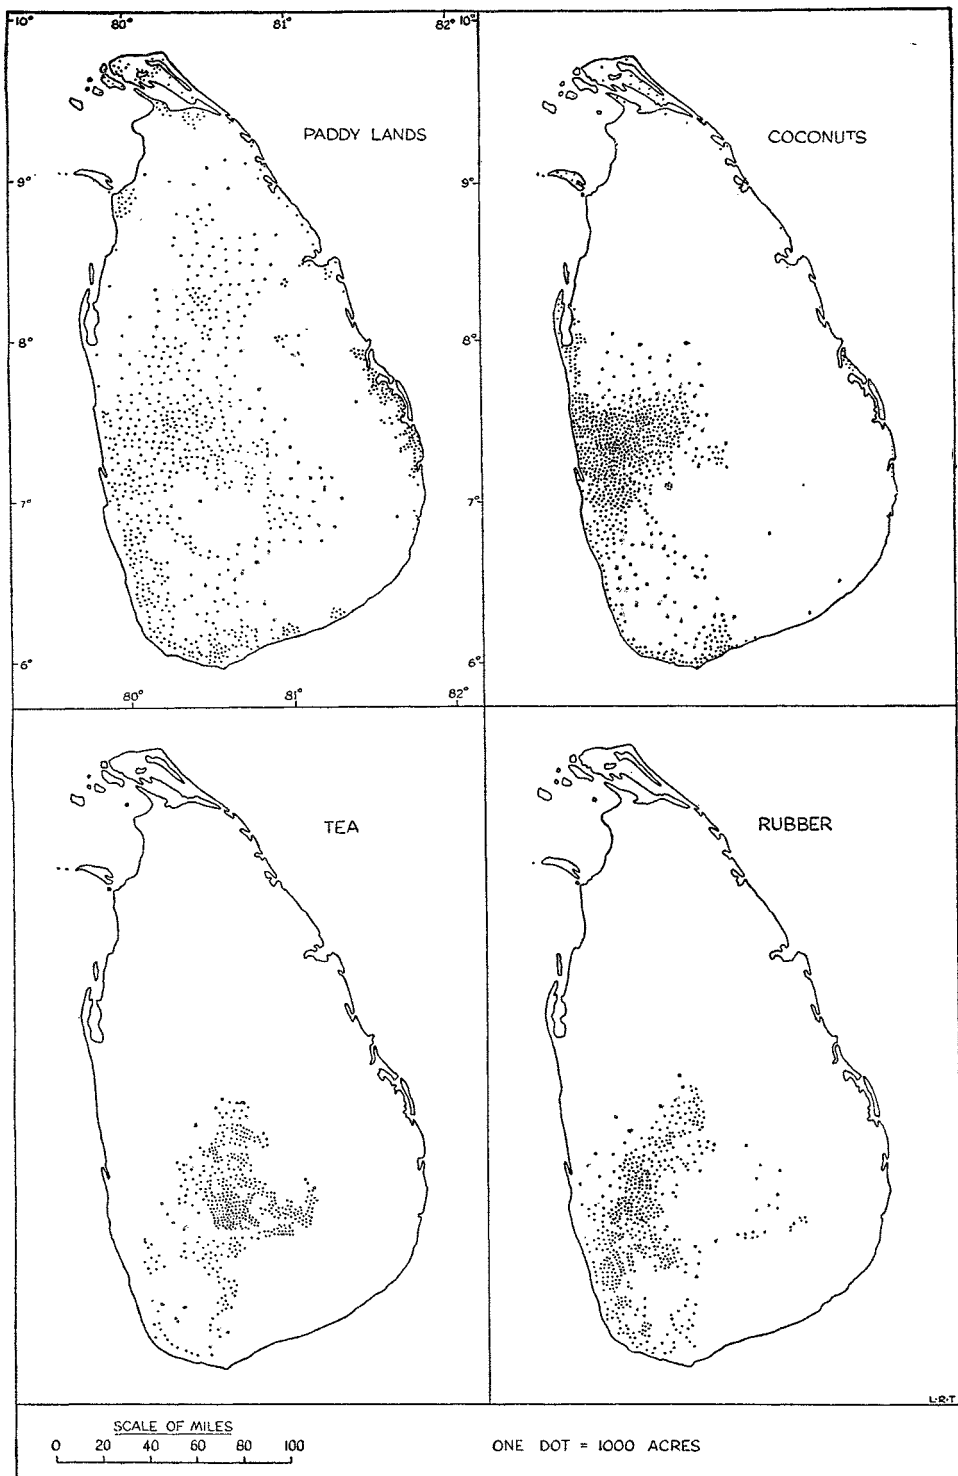 10° 80° 81° 82° 10°
PADDY LANDS
COCONUTS
9° 9°
8° 8°
7° 7°
6° 6°
80° 81° 82°
TEA
RUBBER
L·R·T
SCALE OF MILES
0 20 40 60 80 100
ONE DOT = 1000 ACRES